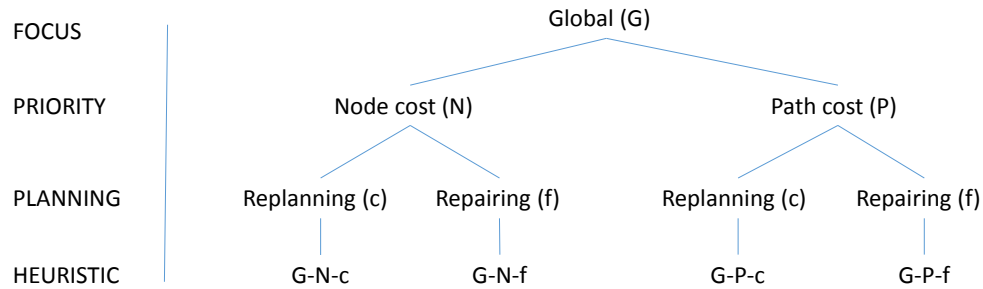 FOCUS Global (G)
PRIORITY Node cost (N) Path cost (P)
PLANNING Replanning (c) Repairing (f) Replanning (c) Repairing (f)
HEURISTIC G-N-c G-N-f G-P-c G-P-f